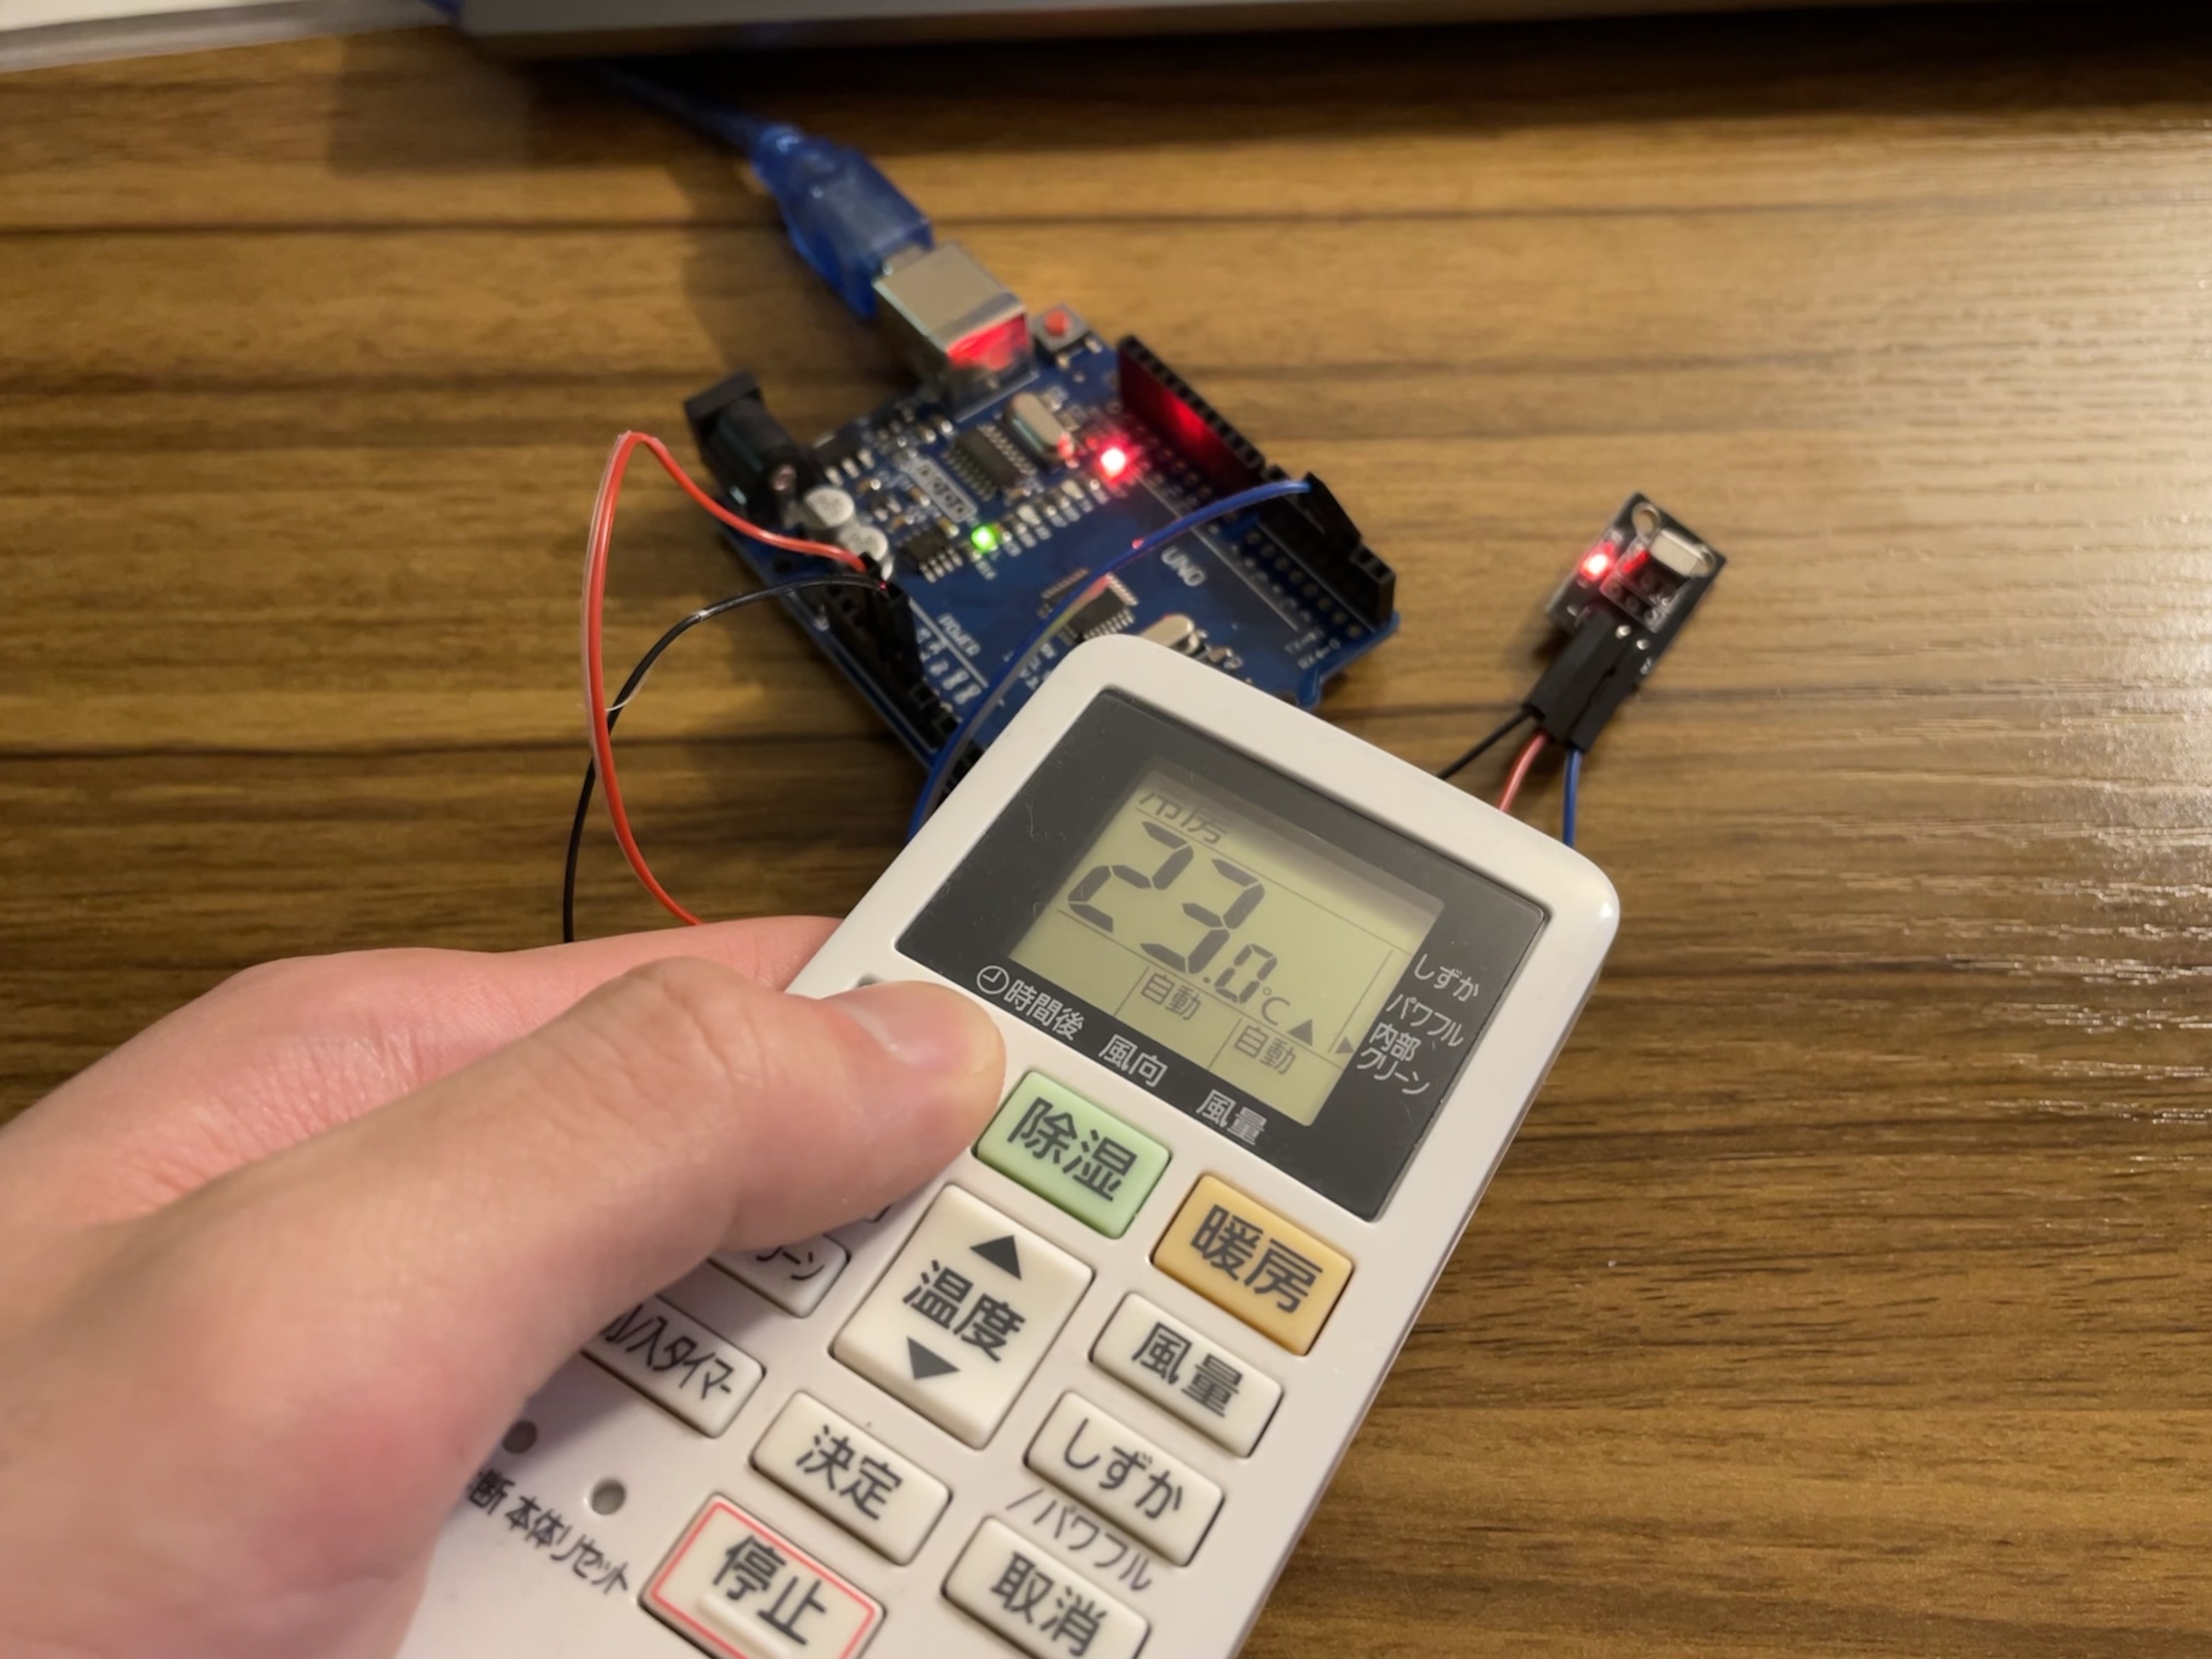 UNO
POWER
冷房
23.0℃▲
自動
自動
しずか
パワフル
内部
クリーン
時間後
風向
風量
除湿
暖房
▲
温度
▼
風量
リーン
切/入タイマー
決定
しずか
/パワフル
断 本体リセット
停止
取消